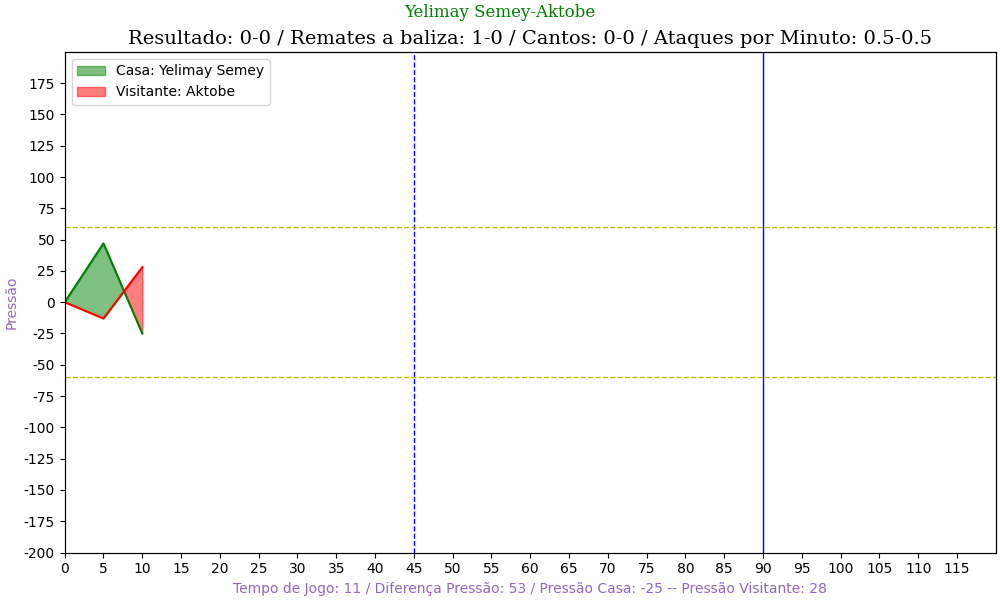 Yelimay Semey-Aktobe
Resultado: 0-0 / Remates a baliza: 1-0 / Cantos: 0-0 / Ataques por Minuto: 0.5-0.5
Casa: Yelimay Semey
Visitante: Aktobe
Pressão
175
150
125
100
75
50
25
0
-25
-50
-75
-100
-125
-150
-175
-200
0 5 10 15 20 25 30 35 40 45 50 55 60 65 70 75 80 85 90 95 100 105 110 115
Tempo de Jogo: 11 / Diferença Pressão: 53 / Pressão Casa: -25 -- Pressão Visitante: 28